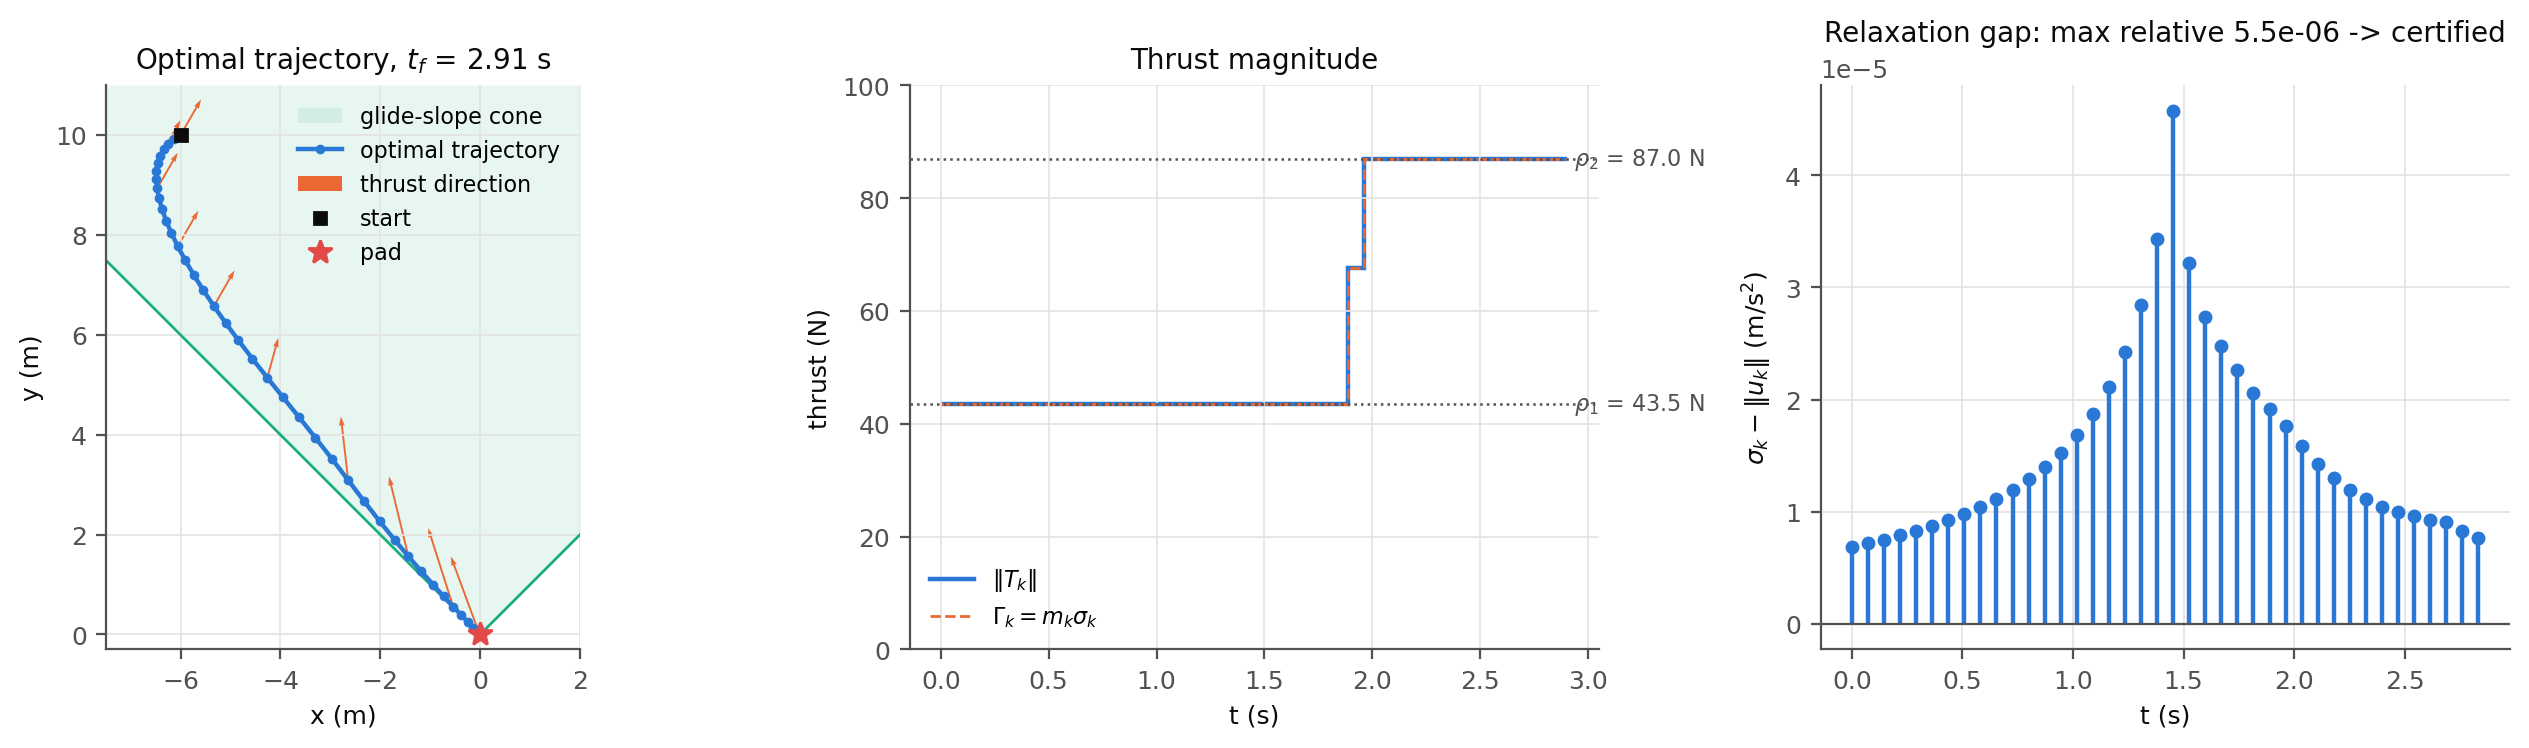 Optimal trajectory, t_f = 2.91 s
glide-slope cone
optimal trajectory
thrust direction
start
pad
10
8
6
4
2
0
y (m)
−6
−4
−2
0
2
x (m)
Thrust magnitude
100
80
60
40
20
0
thrust (N)
ρ₂ = 87.0 N
ρ₁ = 43.5 N
‖T_k‖
Γ_k = m_kσ_k
0.0
0.5
1.0
1.5
2.0
2.5
3.0
t (s)
Relaxation gap: max relative 5.5e-06 -> certified
1e−5
4
3
2
1
0
σ_k − ‖u_k‖ (m/s²)
0.0
0.5
1.0
1.5
2.0
2.5
t (s)